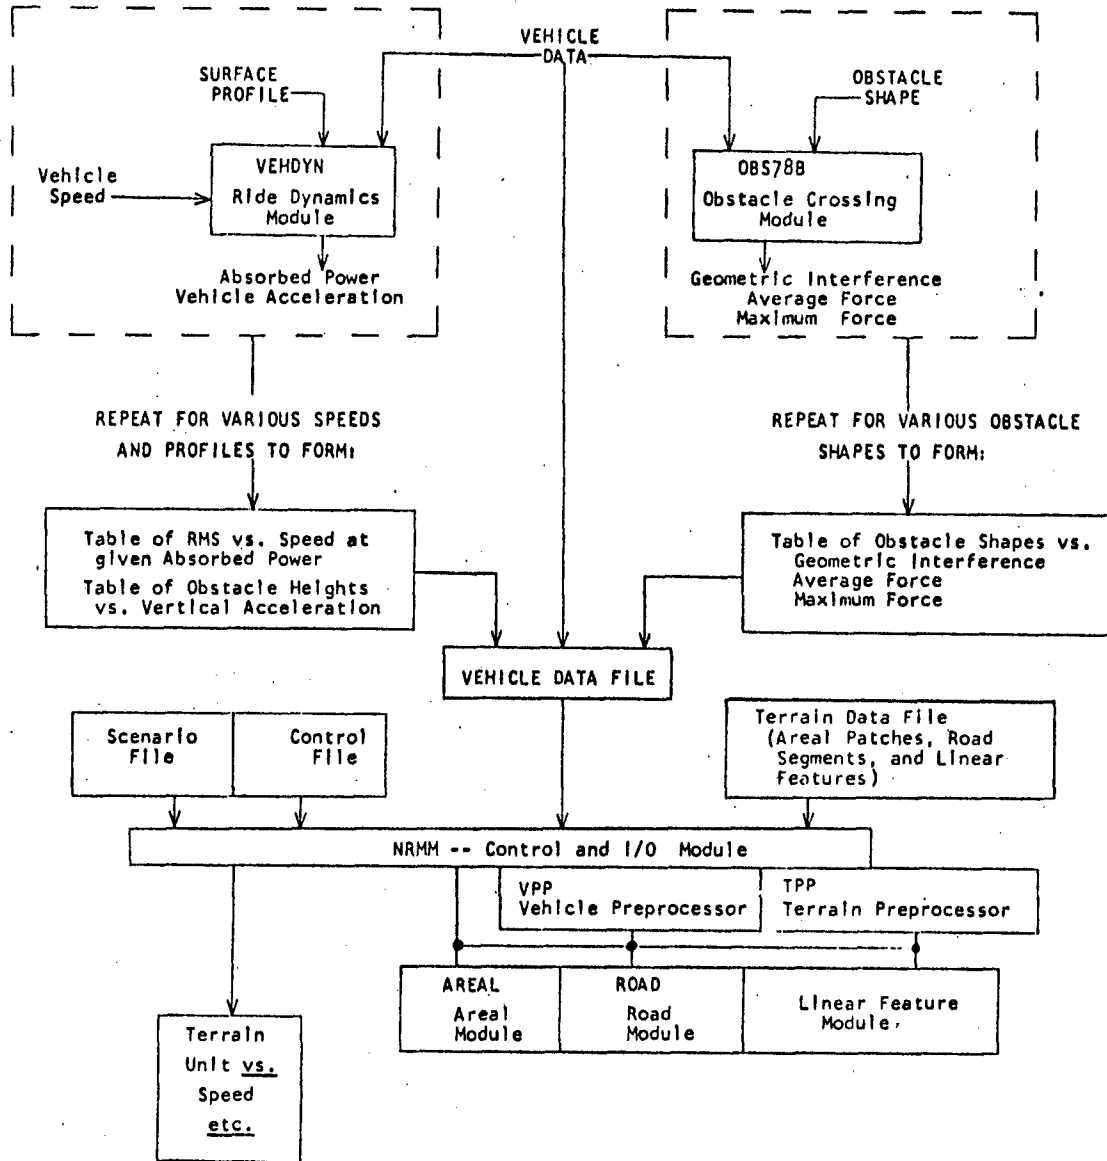 VEHICLE
DATA
SURFACE
PROFILE
OBSTACLE
SHAPE
Vehicle
Speed
VEHDYN
Ride Dynamics
Module
OBS78B
Obstacle Crossing
Module
Absorbed Power
Vehicle Acceleration
Geometric Interference
Average Force
Maximum Force
REPEAT FOR VARIOUS SPEEDS
AND PROFILES TO FORM:
REPEAT FOR VARIOUS OBSTACLE
SHAPES TO FORM:
Table of RMS vs. Speed at
given Absorbed Power
Table of Obstacle Heights
vs. Vertical Acceleration
Table of Obstacle Shapes vs.
Geometric Interference
Average Force
Maximum Force
VEHICLE DATA FILE
Scenario
File
Control
File
Terrain Data File
(Areal Patches, Road
Segments, and Linear
Features)
NRMM -- Control and I/O Module
VPP
Vehicle Preprocessor
TPP
Terrain Preprocessor
AREAL
Areal
Module
ROAD
Road
Module
Linear Feature
Module
Terrain
Unit vs.
Speed
etc.